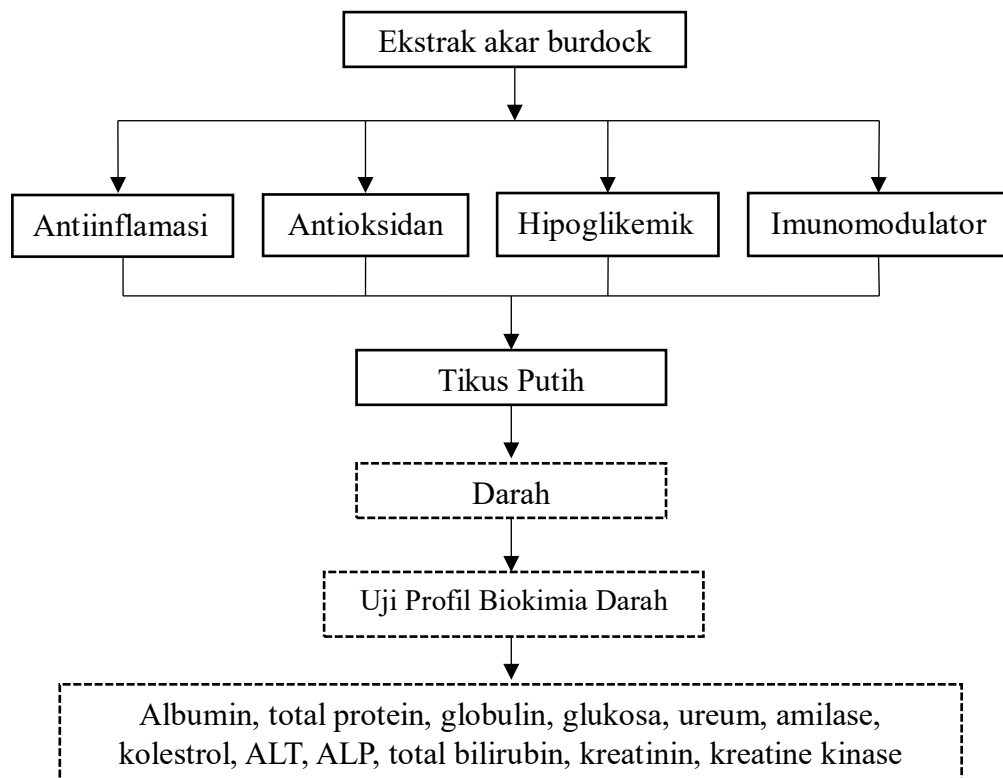 Ekstrak akar burdock
Antiinflamasi
Antioksidan
Hipoglikemik
Imunomodulator
Tikus Putih
Darah
Uji Profil Biokimia Darah
Albumin, total protein, globulin, glukosa, ureum, amilase,
kolestrol, ALT, ALP, total bilirubin, kreatinin, kreatine kinase